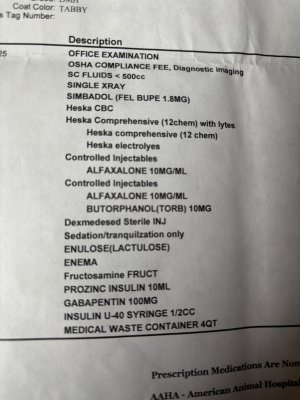 Coat Color: TABBY
s Tag Number:
Description
25 OFFICE EXAMINATION
OSHA COMPLIANCE FEE, Diagnostic imaging
SC FLUIDS < 500cc
SINGLE XRAY
SIMBADOL (FEL BUPE 1.8MG)
Heska CBC
Heska Comprehensive (12chem) with lytes
Heska comprehensive (12 chem)
Heska electrolyes
Controlled Injectables
ALFAXALONE 10MG/ML
Controlled Injectables
ALFAXALONE 10MG/ML
BUTORPHANOL(TORB) 10MG
Dexmedesed Sterile INJ
Sedation/tranquilzation only
ENULOSE(LACTULOSE)
ENEMA
Fructosamine FRUCT
PROZINC INSULIN 10ML
GABAPENTIN 100MG
INSULIN U-40 SYRINGE 1/2CC
MEDICAL WASTE CONTAINER 4QT
Prescription Medications Are Non
AAHA - American Animal Hospital